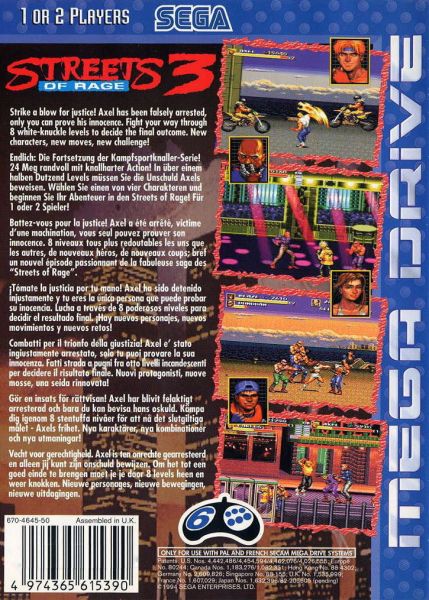 1 OR 2 PLAYERS
SEGA
STREETS 3
OF RAGE
Strike a blow for justice! Axel has been falsely arrested,
only you can prove his innocence. Fight your way through
8 white-knuckle levels to decide the final outcome. New
characters, new moves, new challenge!
Endlich: Die Fortsetzung der Kampfsportknaller-Serie!
24 Meg randvoll mit knallharter Action! In über einem
halben Dutzend Levels müssen Sie die Unschuld Axels
beweisen. Wählen Sie einen von vier Charakteren und
beginnen Sie Ihr Abenteuer in den Streets of Rage! Für
1 oder 2 Spieler!
Battez-vous pour la justice! Axel a été arrêté, victime
d'une machination, vous seul pouvez prouver son
innocence. 8 niveaux tous plus redoutables les uns que
les autres, de nouveaux héros, de nouveaux coups; bref
un nouvel épisode passionnant de la fabuleuse saga des
"Streets of Rage".
¡Tómate la justicia por tu mano! Axel ha sido detenido
injustamente y tu eres la única persona que puede probar
su inocencia. Lucha a través de 8 poderosos niveles para
decidir el resultado final. ¡Hay nuevos personajes, nuevos
movimientos y nuevos retos!
Combatti per il trionfo della giustizia! Axel e' stato
ingiustamente arrestato, solo tu puoi provare la sua
innocenza. Fatti strada a pugni fra otto livelli incandescenti
per decidere il risultato finale. Nuovi protagonisti, nuove
mosse, una seida rinnovata!
Gör en insats för rättvisan! Axel har blivit felaktigt
arresterad och bara du kan bevisa hans oskuld. Kämpa
dig igenom 8 stentuffa nivåer för att nå det slutgiltiga
målet - Axels frihet. Nya karaktärer, nya kombinationer
och nya utmaningar!
Vecht voor gerechtigheid. Axel is ten onrechte gearresteerd
en alleen jij kunt zijn onschuld bewijzen. Om het tot een
goed einde te brengen moet je je door 8 levels heen en
weer knokken. Nieuwe personages, nieuwe bewegingen,
nieuwe uitdagingen.
MEGA DRIVE
670-4645-50 Assembled in U.K.
4 974365 615390
6
ONLY FOR USE WITH PAL AND FRENCH SECAM MEGA DRIVE SYSTEMS
©1994 SEGA ENTERPRISES, LTD.